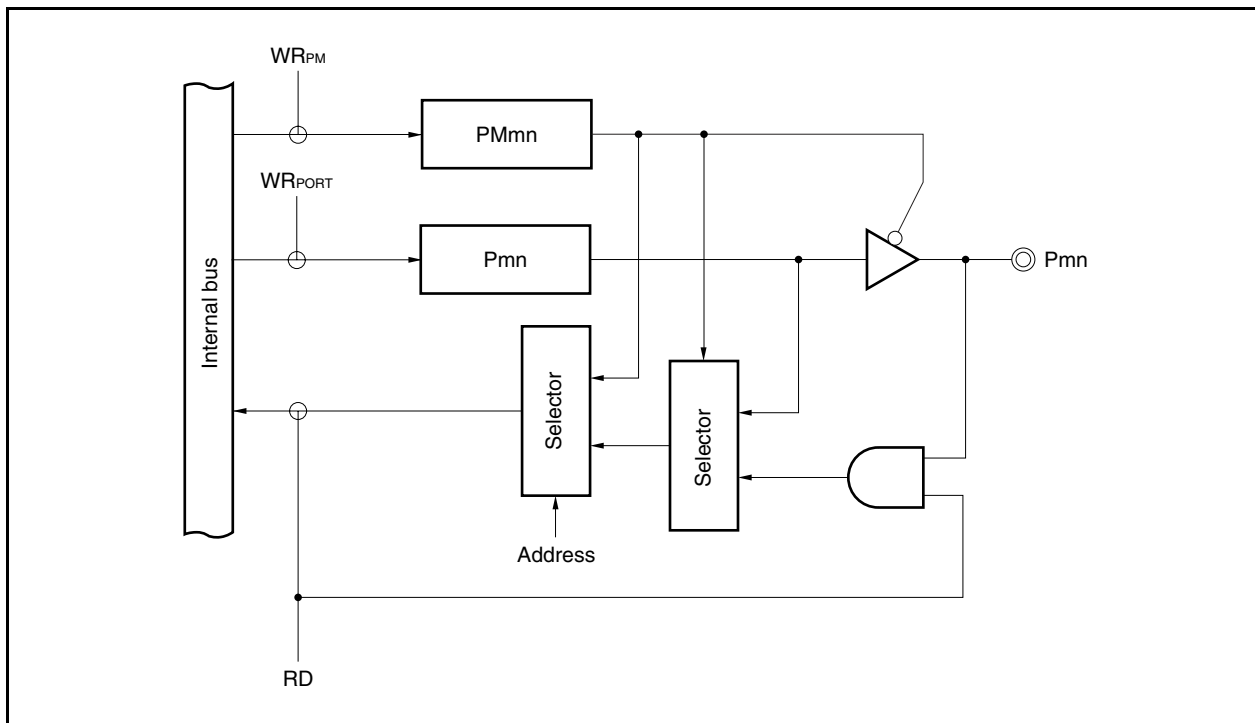 WRPM
PMmn
WRPORT
Pmn
Pmn
Internal bus
Selector
Selector
Address
RD